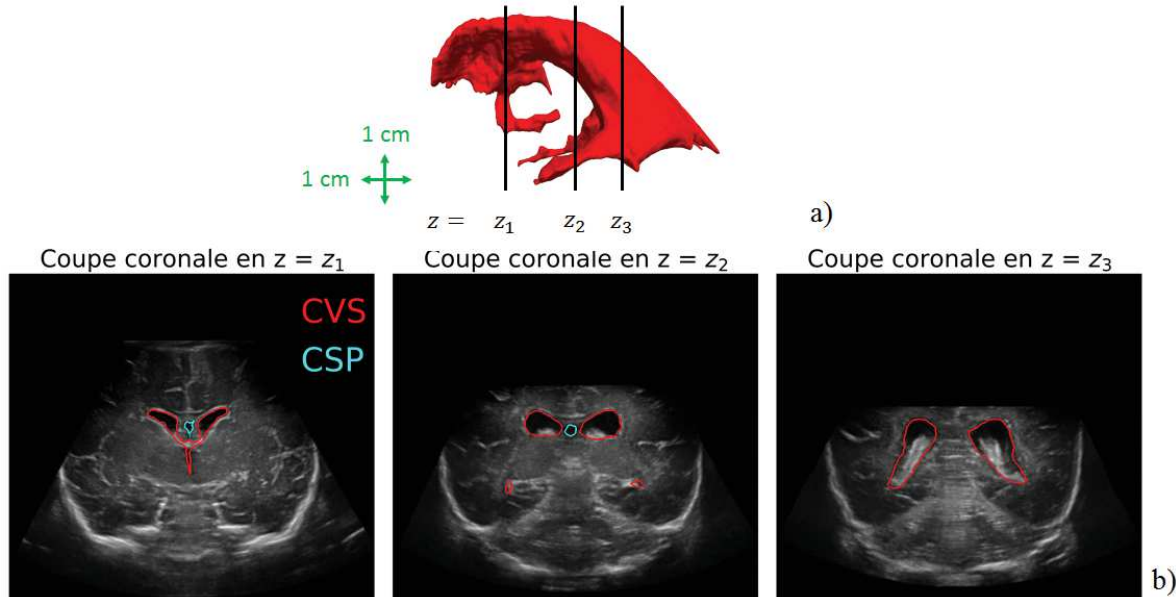 1 cm
1 cm
z = z₁ z₂ z₃
a)
Coupe coronale en z = z₁
Coupe coronale en z = z₂
Coupe coronale en z = z₃
CVS
CSP
b)